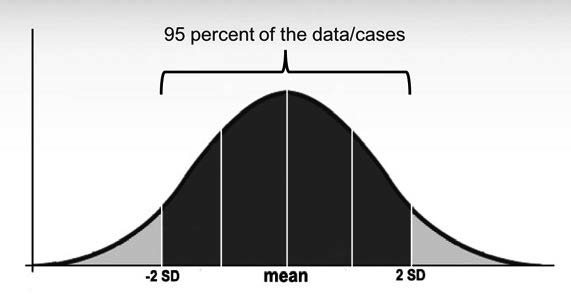 95 percent of the data/cases
-2 SD mean 2 SD